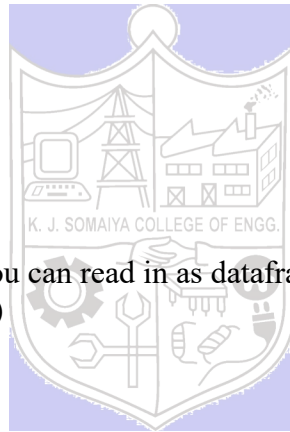 K. J. SOMAIYA COLLEGE OF ENGG.
ou can read in as datafra
)